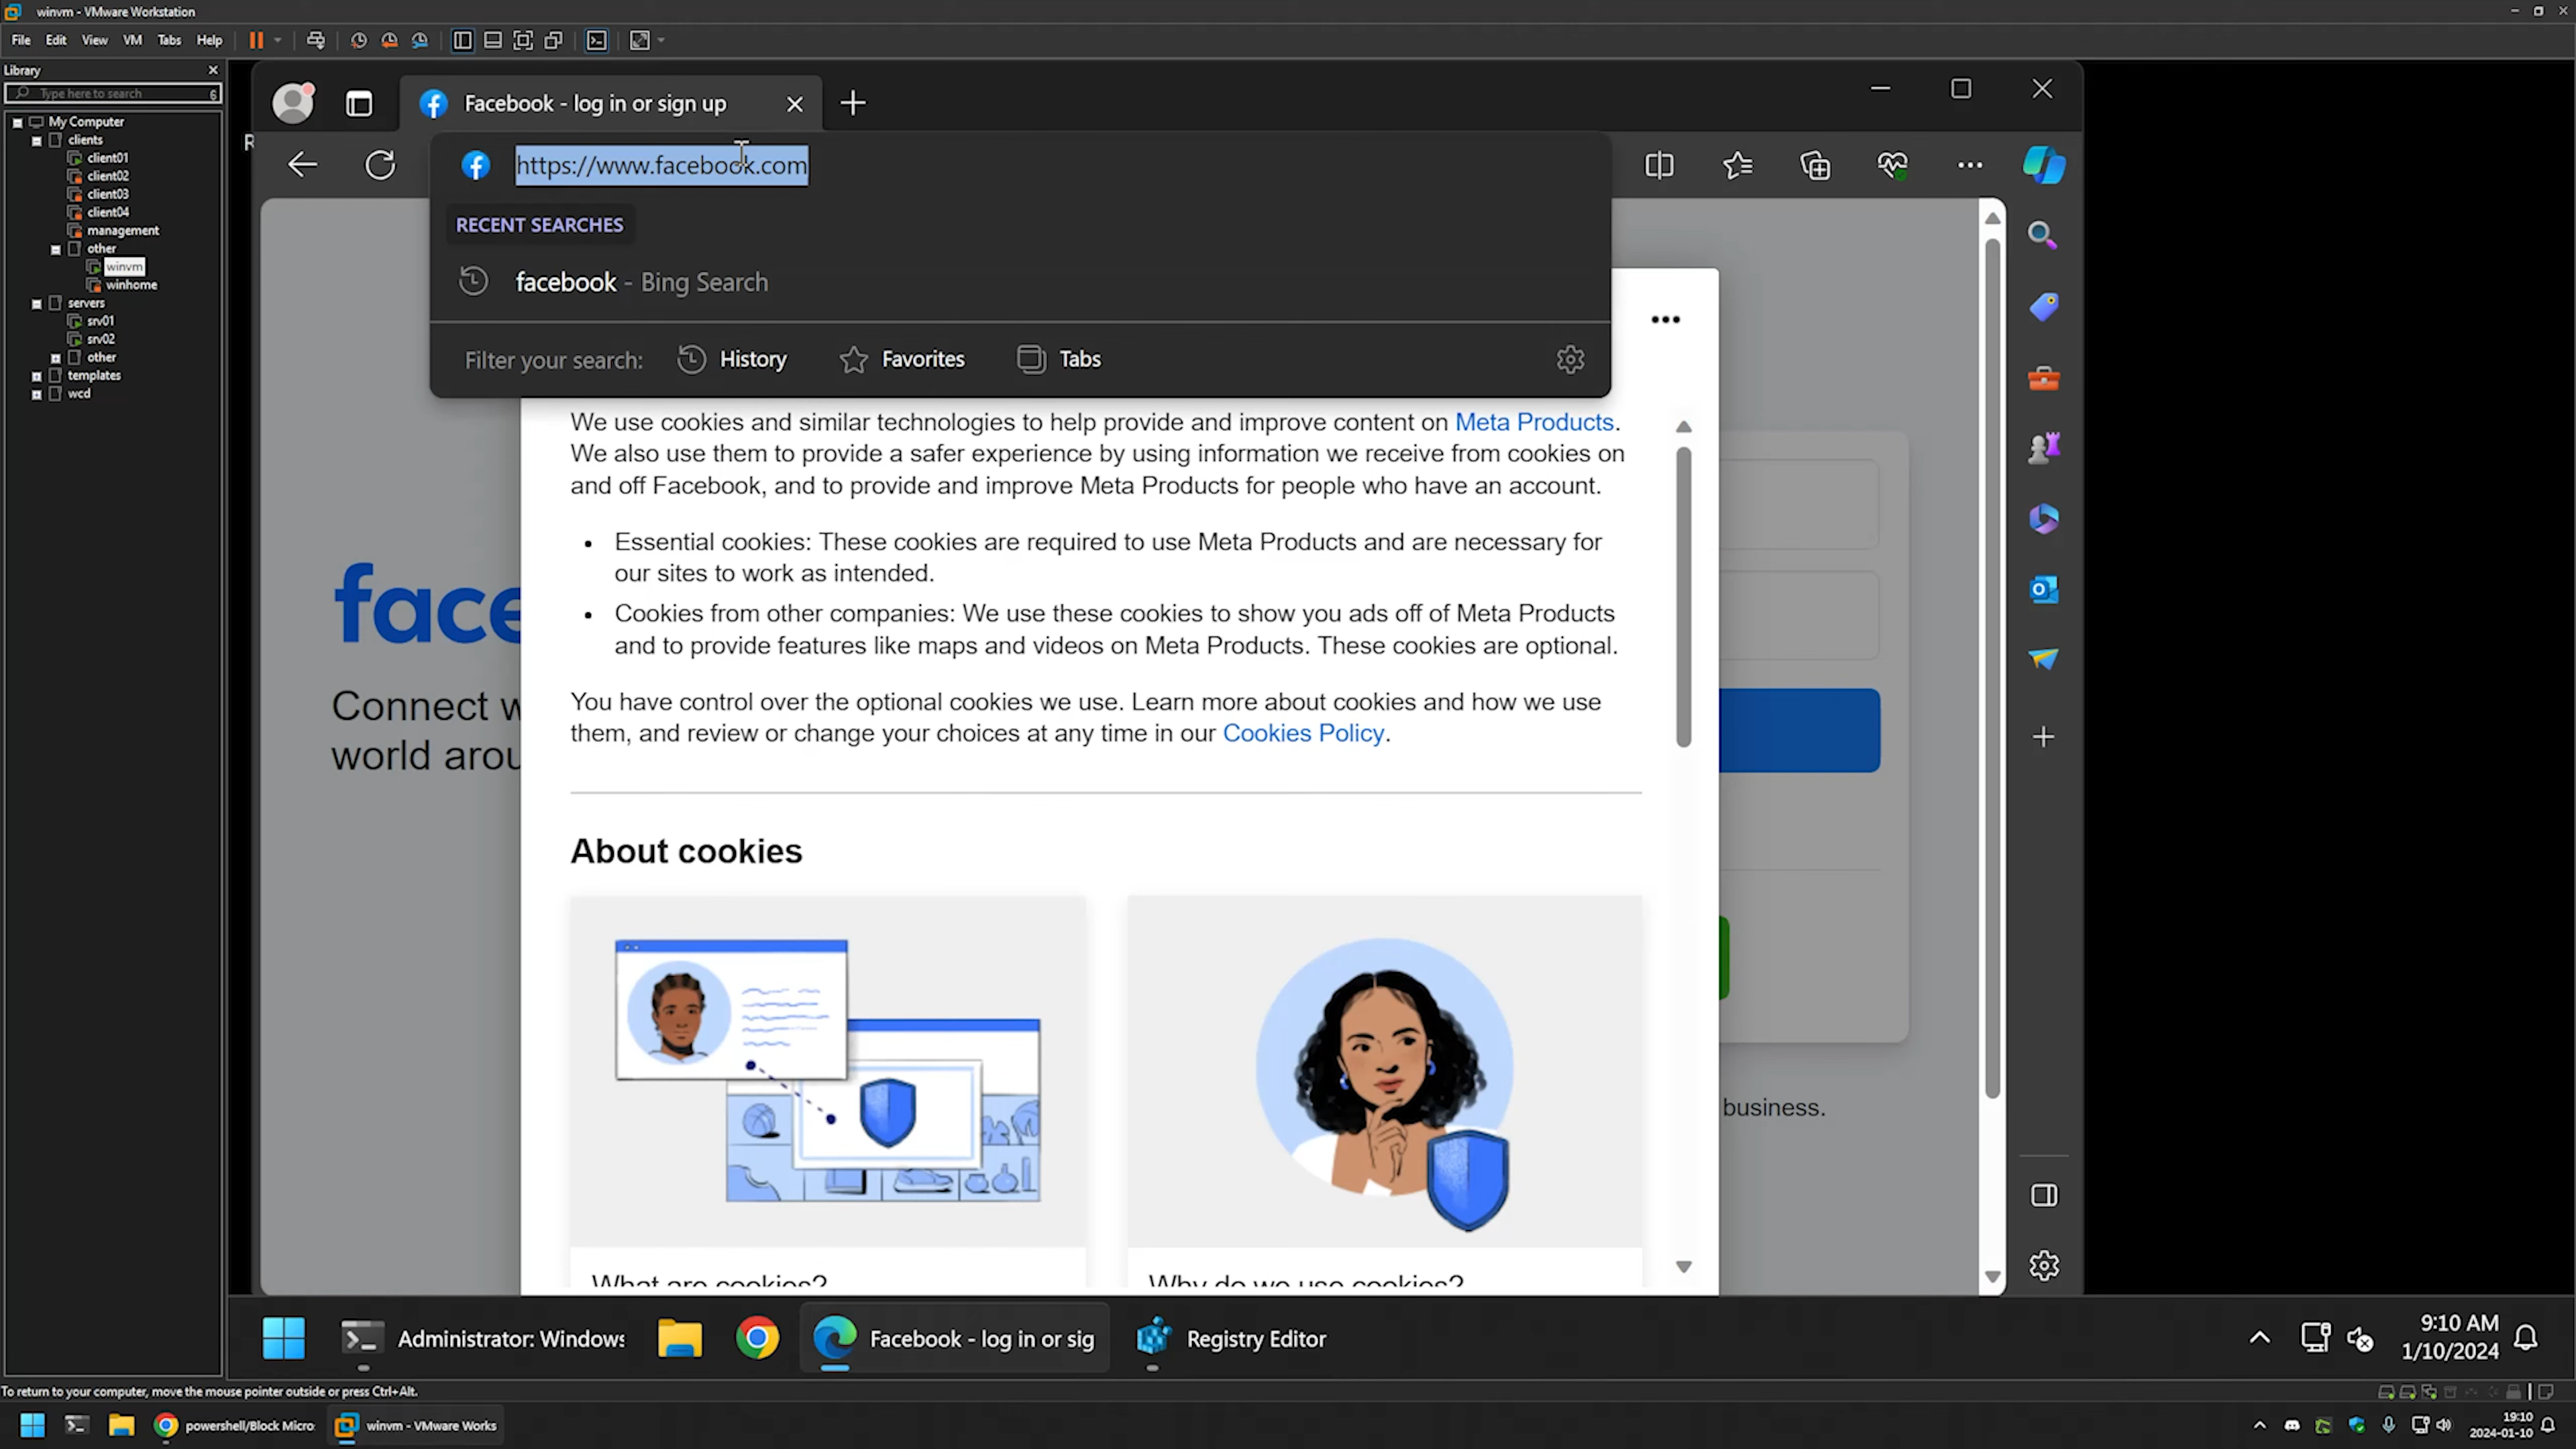 winvm - VMware Workstation
File Edit View VM Tabs Help
Library
Type here to search
My Computer
clients
client01
client02
client03
client04
management
other
winvm
winhome
servers
srv01
srv02
other
templates
wcd
Facebook - log in or sign up
R
https://www.facebook.com
RECENT SEARCHES
facebook - Bing Search
Filter your search: History Favorites Tabs
We use cookies and similar technologies to help provide and improve content on Meta Products.
We also use them to provide a safer experience by using information we receive from cookies on
and off Facebook, and to provide and improve Meta Products for people who have an account.
• Essential cookies: These cookies are required to use Meta Products and are necessary for
our sites to work as intended.
• Cookies from other companies: We use these cookies to show you ads off of Meta Products
and to provide features like maps and videos on Meta Products. These cookies are optional.
You have control over the optional cookies we use. Learn more about cookies and how we use
them, and review or change your choices at any time in our Cookies Policy.
face
Connect w
world arou
About cookies
business.
What are cookies?
Why do we use cookies?
Administrator: Windows
Facebook - log in or sig
Registry Editor
9:10 AM
1/10/2024
To return to your computer, move the mouse pointer outside or press Ctrl+Alt.
powershell/Block Micro
winvm - VMware Works
19:10
2024-01-10